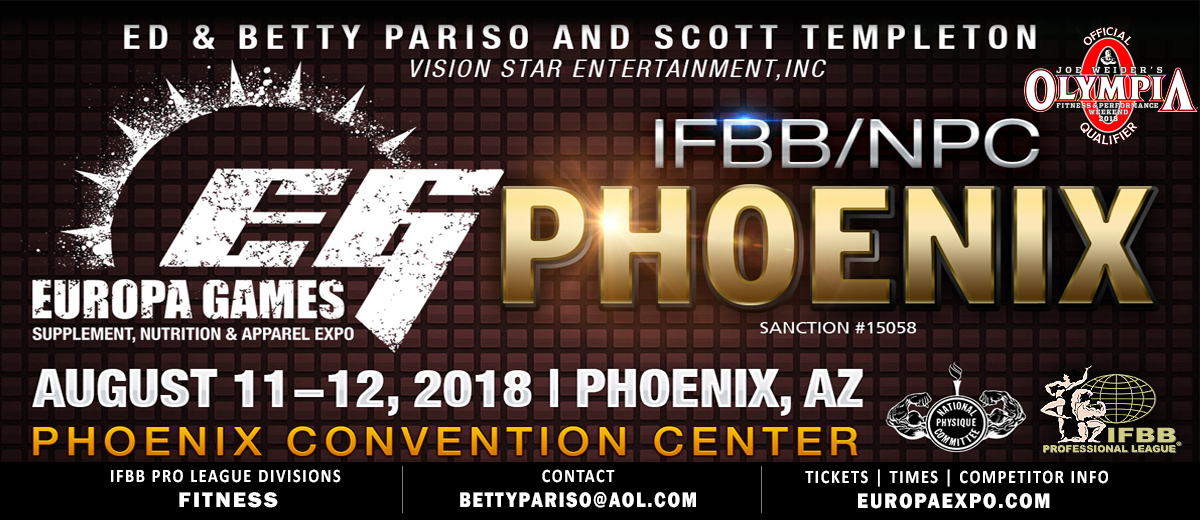 ED & BETTY PARISO AND SCOTT TEMPLETON
VISION STAR ENTERTAINMENT,INC
OFFICIAL
JOE WEIDER'S
OLYMPIA
FITNESS & PERFORMANCE
WEEKEND
2018
QUALIFIER
IFBB/NPC
PHOENIX
SANCTION #15058
EG
EUROPA GAMES
SUPPLEMENT, NUTRITION & APPAREL EXPO
AUGUST 11–12, 2018 | PHOENIX, AZ
PHOENIX CONVENTION CENTER
NATIONAL
PHYSIQUE
COMMITTEE
IFBB
PROFESSIONAL LEAGUE®
IFBB PRO LEAGUE DIVISIONS
FITNESS
CONTACT
BETTYPARISO@AOL.COM
TICKETS | TIMES | COMPETITOR INFO
EUROPAEXPO.COM